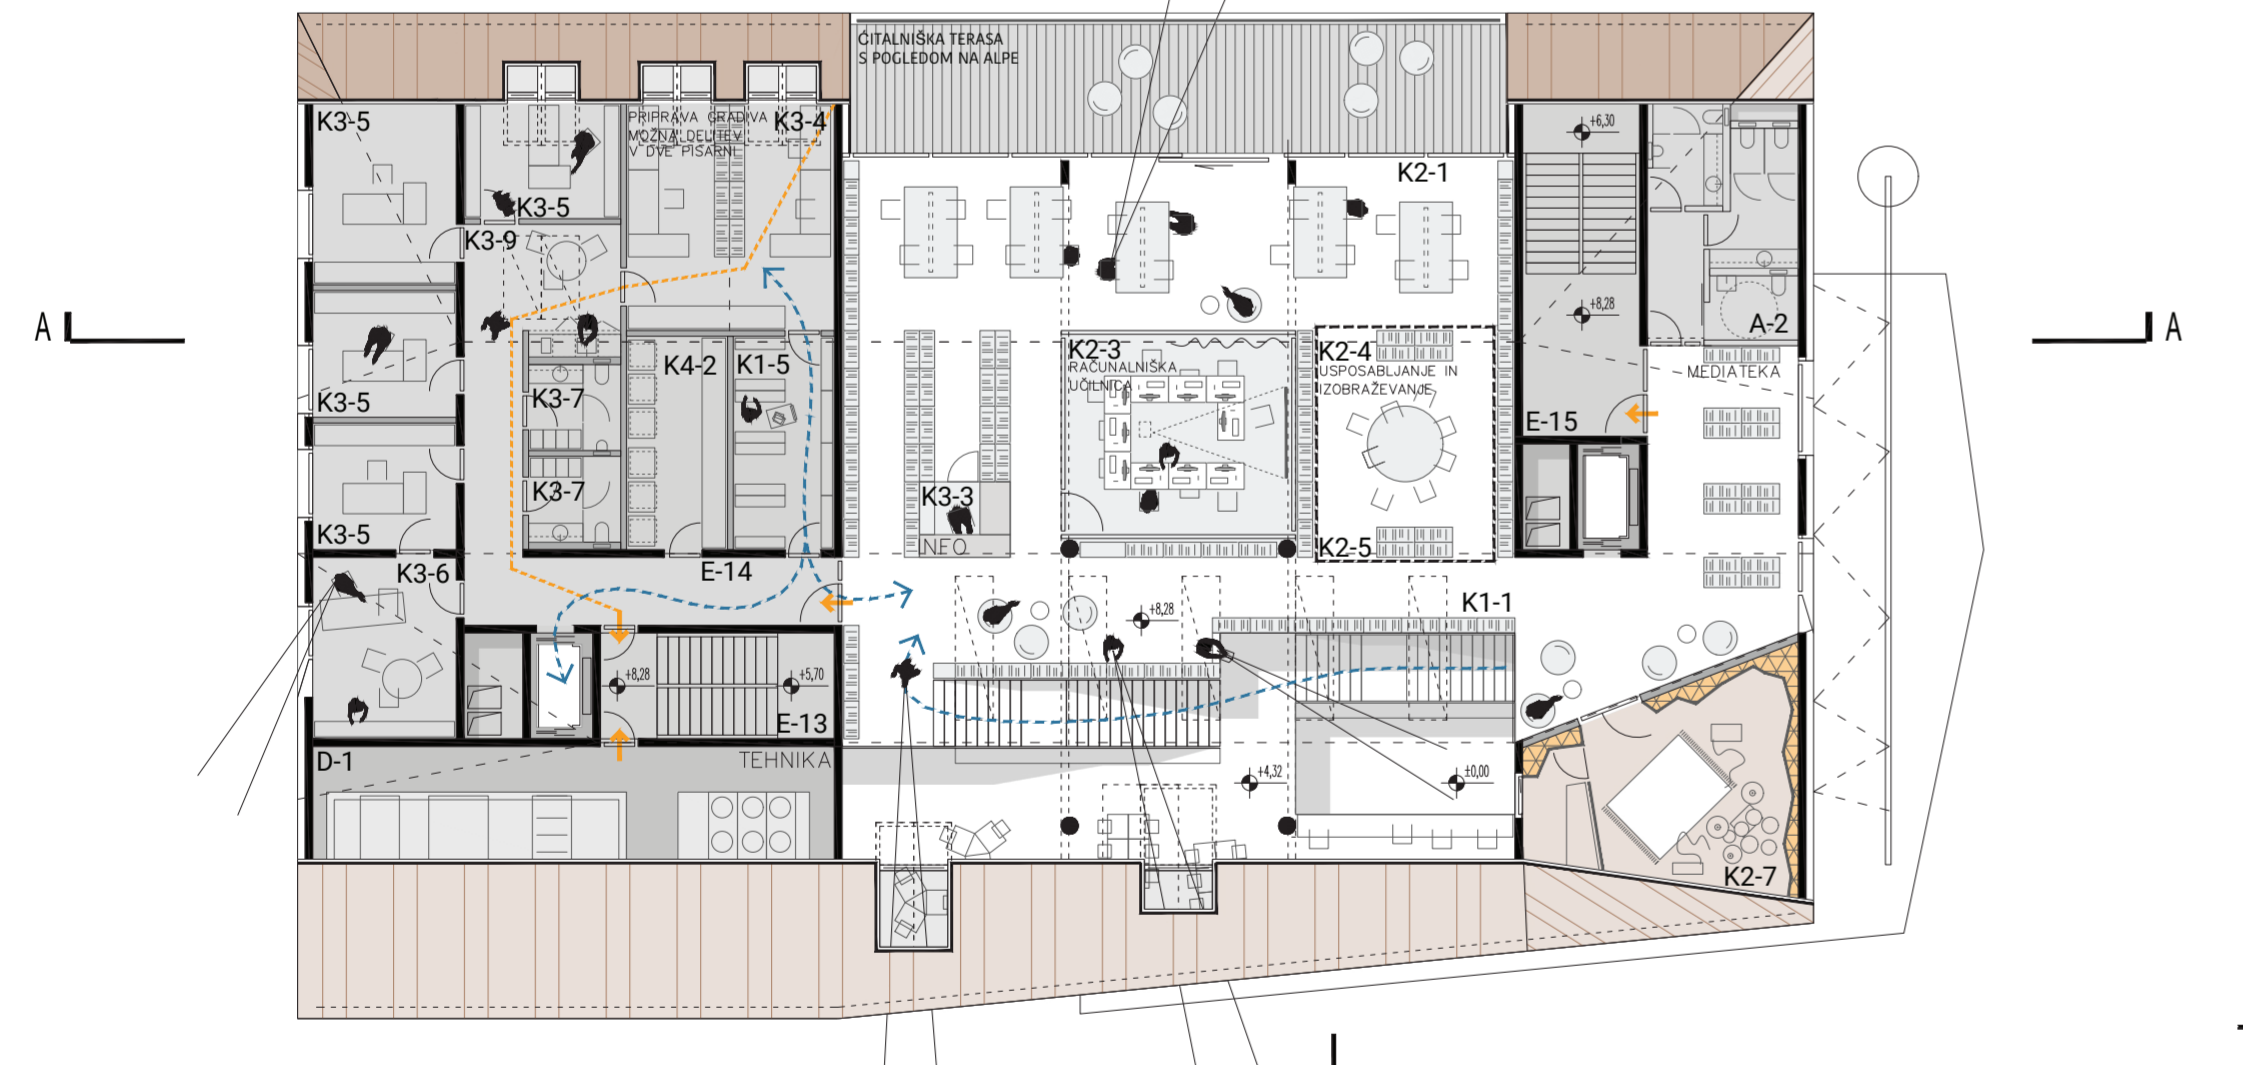 ČITALNIŠKA TERASA
S POGLEDOM NA ALPE
K3-5
PRIPRAVA GRADIVA
MOŽNA DELITEV
V DVE PISARNI
K3-4
+6,30
K2-1
K3-5
K3-9
+8,28
A-2
A
A
K2-3
RAČUNALNIŠKA
UČILNICA
K2-4
USPOSABLJANJE IN
IZOBRAŽEVANJE
MEDIATEKA
K4-2
K1-5
K3-7
K3-5
E-15
K3-7
K3-3
K3-5
NEO
K2-5
K3-6
E-14
+8,28
K1-1
+8,28
+5,70
E-13
D-1
TEHNIKA
+4,32
±0,00
K2-7